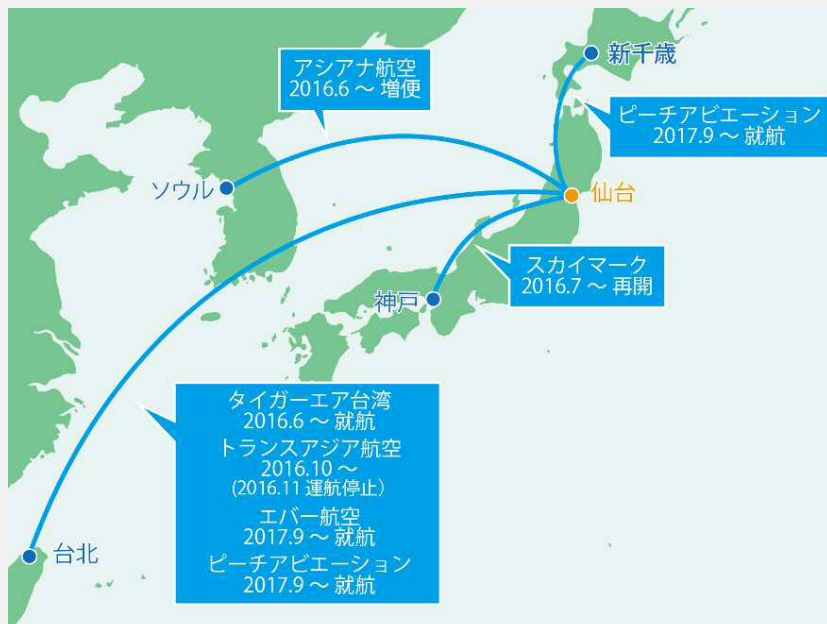 新千歳
アシアナ航空
2016.6 〜 増便
ピーチアビエーション
2017.9 〜 就航
ソウル
仙台
スカイマーク
2016.7 〜 再開
神戸
タイガーエア台湾
2016.6 〜 就航
トランスアジア航空
2016.10 〜
(2016.11 運航停止)
エバー航空
2017.9 〜 就航
ピーチアビエーション
2017.9 〜 就航
台北